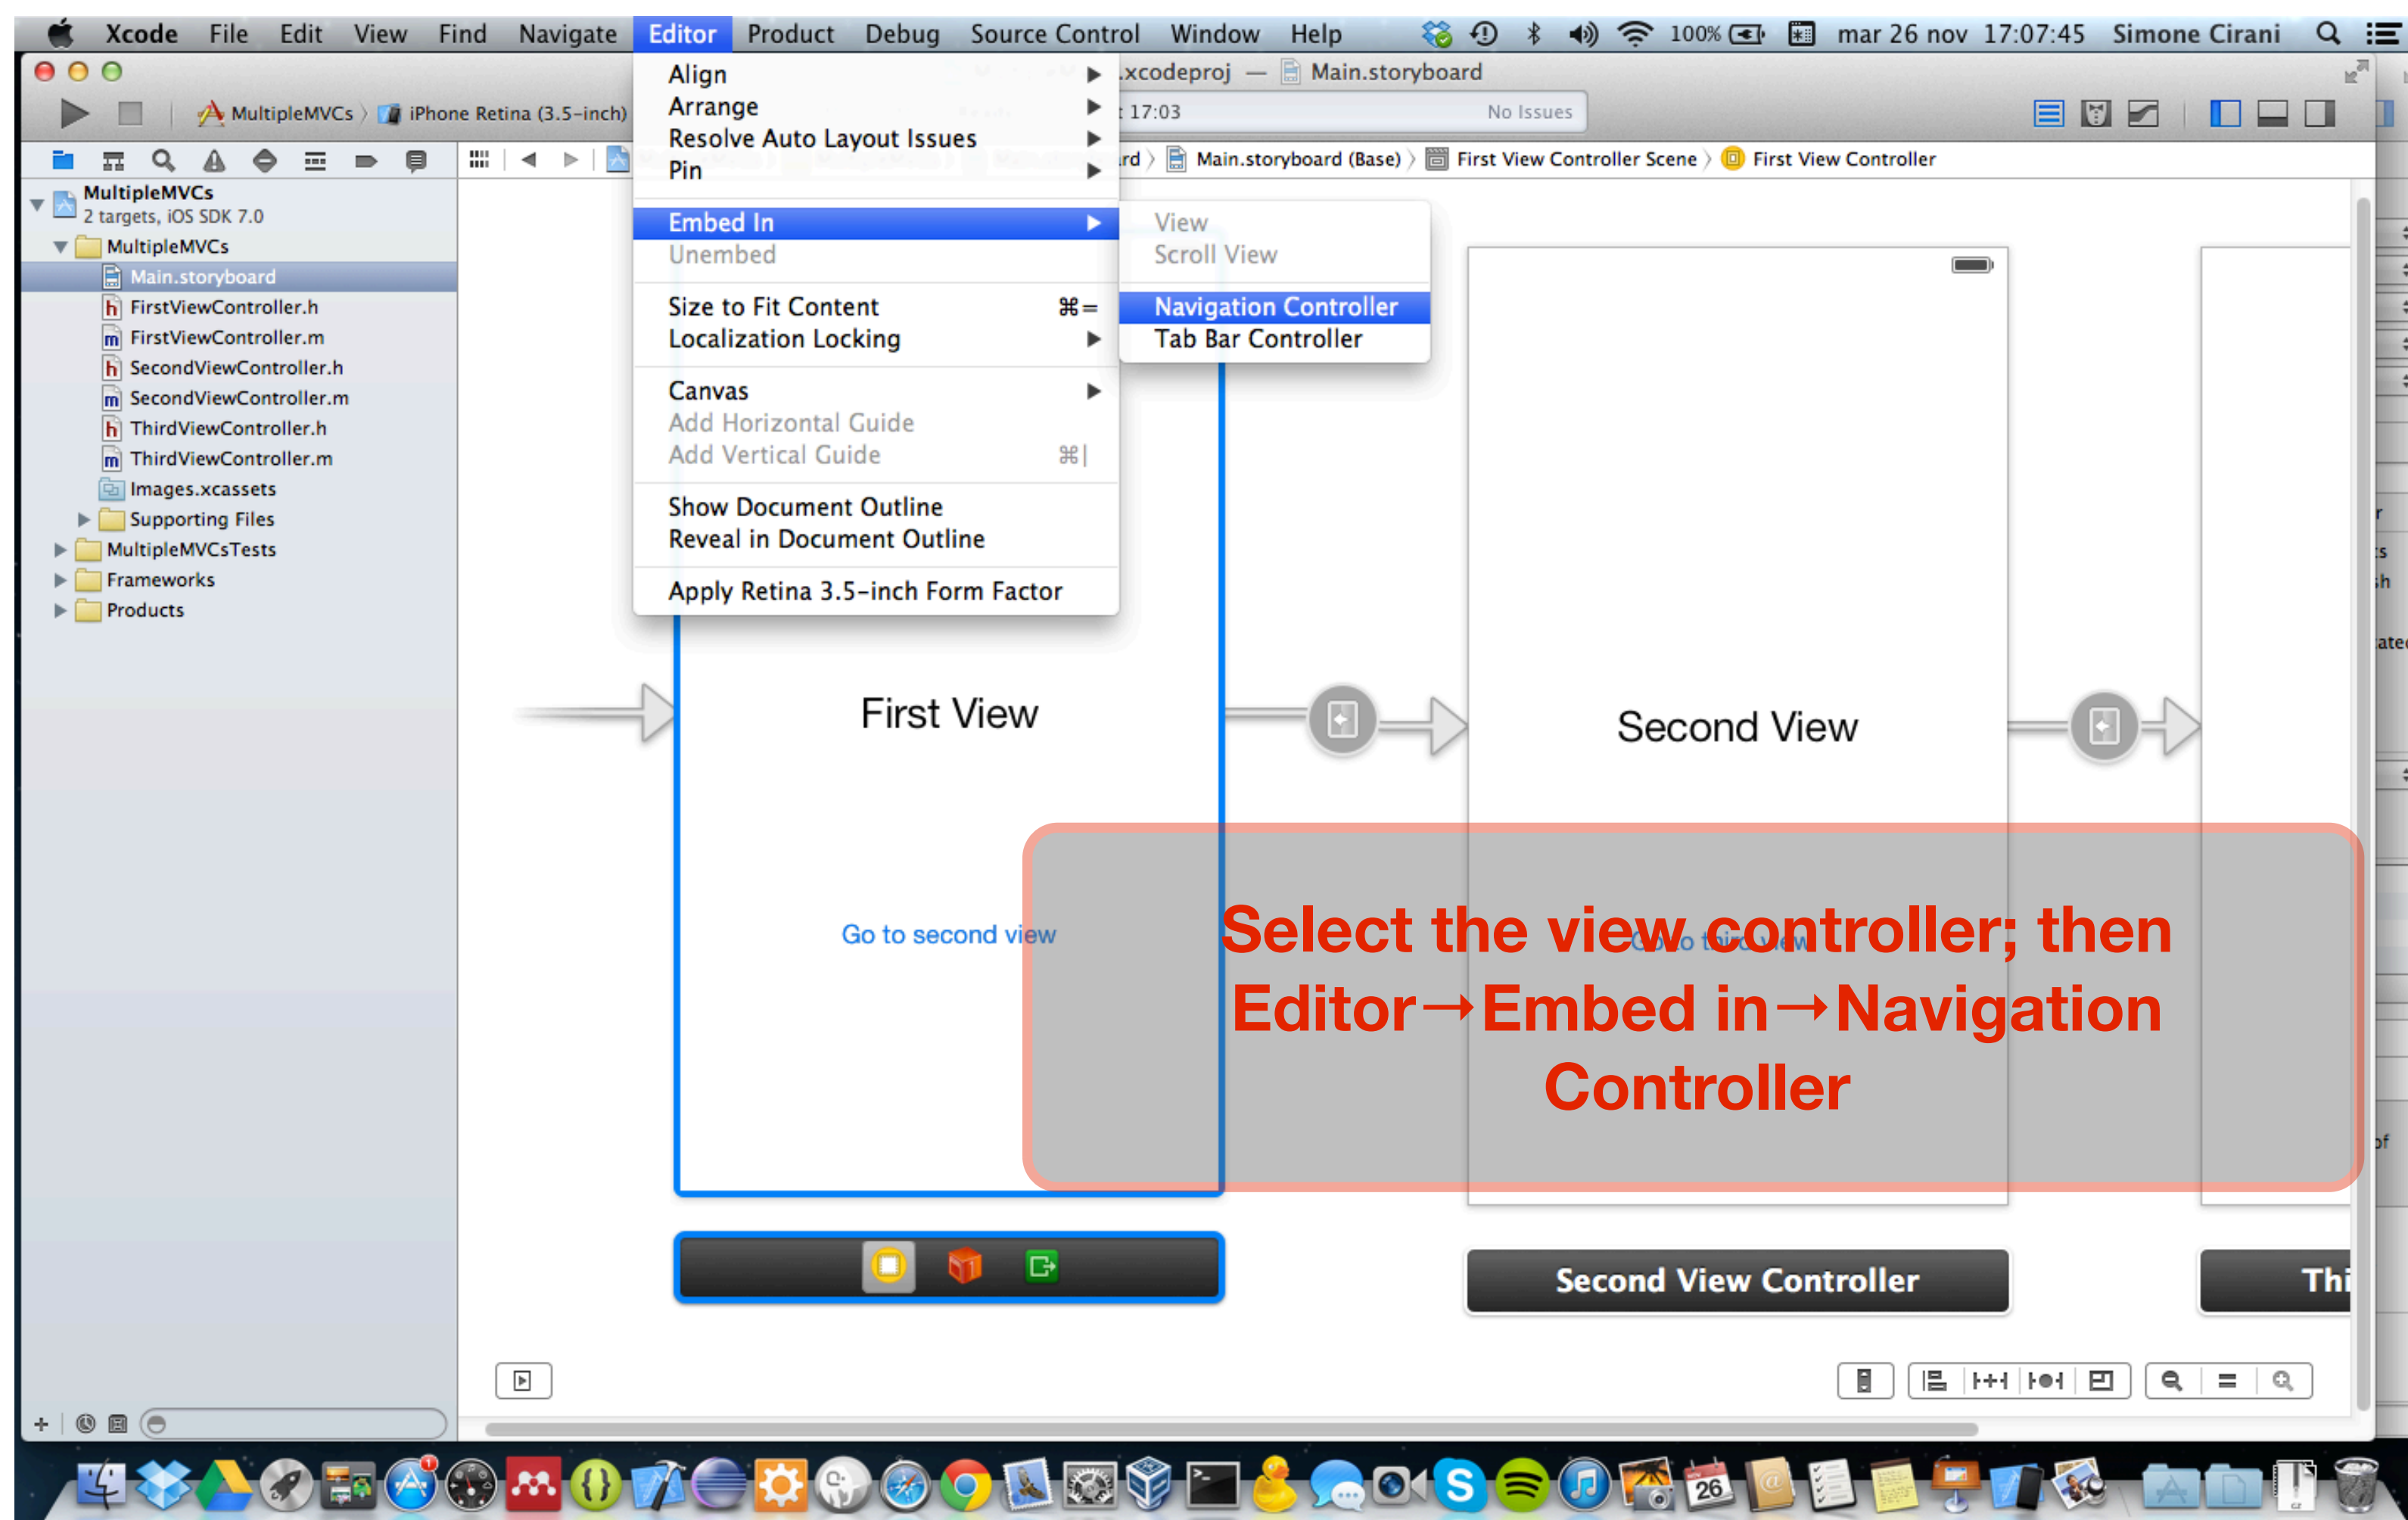 Xcode File Edit View Find Navigate Editor Product Debug Source Control Window Help 100% mar 26 nov 17:07:45 Simone Cirani
.xcodeproj — Main.storyboard
MultipleMVCs iPhone Retina (3.5-inch)
17:03 No Issues
Main.storyboard (Base) First View Controller Scene First View Controller
MultipleMVCs
2 targets, iOS SDK 7.0
MultipleMVCs
Main.storyboard
FirstViewController.h
FirstViewController.m
SecondViewController.h
SecondViewController.m
ThirdViewController.h
ThirdViewController.m
Images.xcassets
Supporting Files
MultipleMVCsTests
Frameworks
Products
Align
Arrange
Resolve Auto Layout Issues
Pin
Embed In
Unembed
Size to Fit Content ⌘=
Localization Locking
Canvas
Add Horizontal Guide
Add Vertical Guide ⌘|
Show Document Outline
Reveal in Document Outline
Apply Retina 3.5-inch Form Factor
View
Scroll View
Navigation Controller
Tab Bar Controller
First View
Go to second view
Second View
Go to third view
Select the view controller; then
Editor→Embed in→Navigation
Controller
Second View Controller
Thi
26